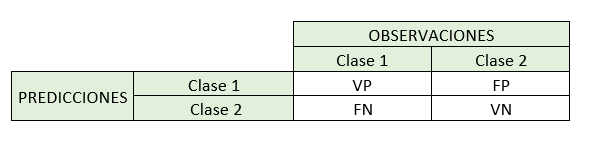 OBSERVACIONES
Clase 1 Clase 2
PREDICCIONES
Clase 1 VP FP
Clase 2 FN VN